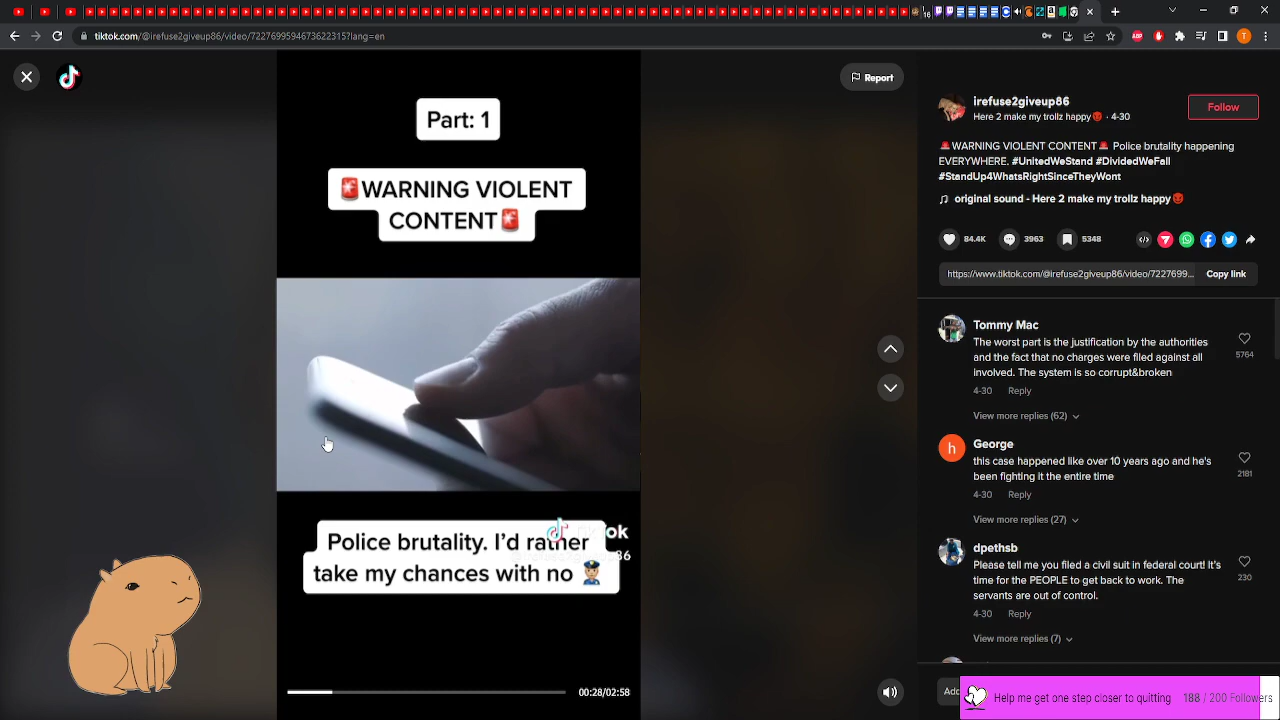 16
tiktok.com/@irefuse2giveup86/video/7227699594673622315?lang=en
T
Report
Part: 1
🚨WARNING VIOLENT
CONTENT🚨
Police brutality. I'd rather
take my chances with no 👮🏼
00:28/02:58
irefuse2giveup86
Here 2 make my trollz happy😡 · 4-30
Follow
🚨WARNING VIOLENT CONTENT🚨 Police brutality happening
EVERYWHERE. #UnitedWeStand #DividedWeFall
#StandUp4WhatsRightsTheyWont
♫ original sound - Here 2 make my trollz happy😡
84.4K
3963
5348
https://www.tiktok.com/@irefuse2giveup86/video/7227699...
Copy link
Tommy Mac
The worst part is the justification by the authorities
and the fact that no charges were filed against all
involved. The system is so corrupt&broken
5764
4-30 Reply
View more replies (62)
George
this case happened like over 10 years ago and he's
been fighting it the entire time
2181
4-30 Reply
View more replies (27)
dpetfsb
Please tell me you filed a civil suit in federal court It's
time for the American people to back to work. The
servants are out of control.
230
4-30 Reply
View more replies (7)
Help me get one step closer to quitting 188 / 200 Followers